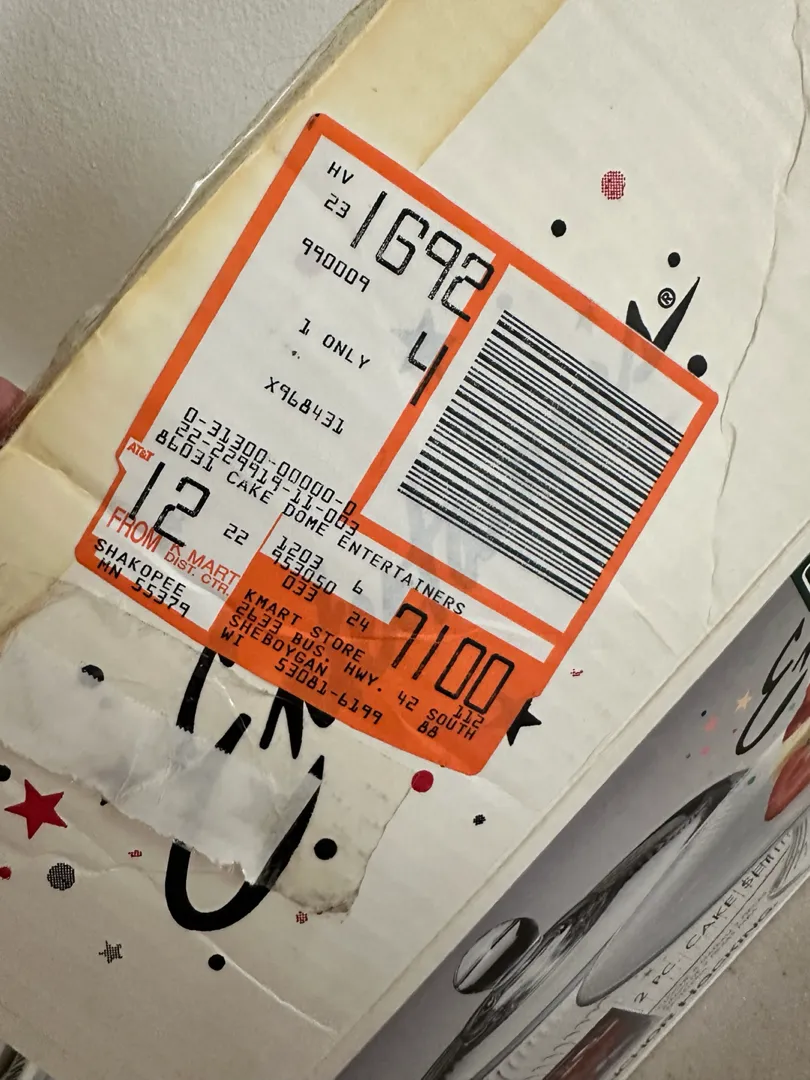 HV
23
1692
990009
4
1 ONLY
X968431
0-31300-00000-0
22-229919-11-003
86031 CAKE DOME ENTERTAINERS
AT&T
12
22
FROM K MART
DIST. CTR.
SHAKOPEE
MN 55379
1203
953050 6
033
24
7100
KMART STORE
2633 BUS. HWY. 42 SOUTH
SHEBOYGAN
WI 53081-6199
112
88
®
2 PC. CAKE SET